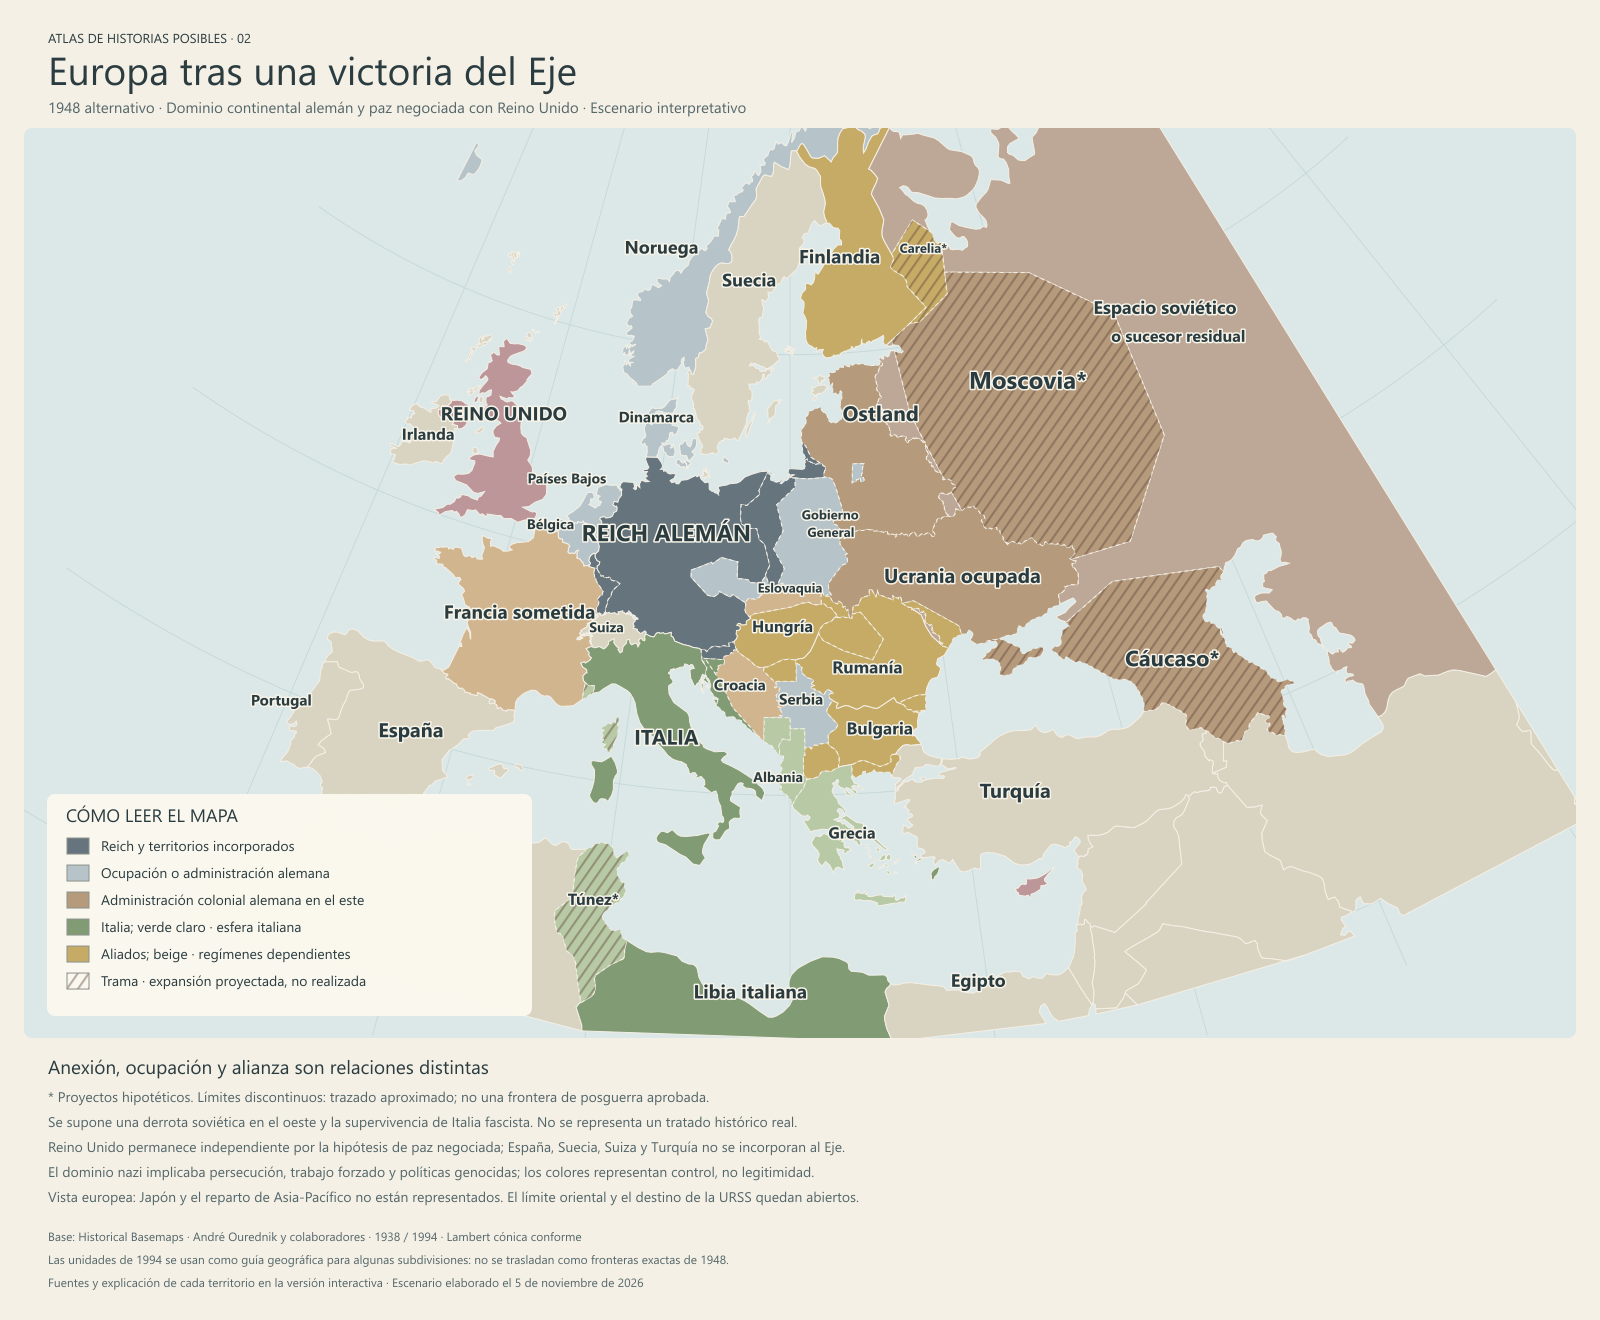 ATLAS DE HISTORIAS POSIBLES · 02
Europa tras una victoria del Eje
1948 alternativo · Dominio continental alemán y paz negociada con Reino Unido · Escenario interpretativo
Noruega
Finlandia
Carelia*
Suecia
Espacio soviético
o sucesor residual
Moscovia*
REINO UNIDO
Irlanda
Dinamarca
Ostland
Países Bajos
Bélgica
REICH ALEMÁN
Gobierno
General
Ucrania ocupada
Eslovaquia
Francia sometida
Suiza
Hungría
Rumanía
Cáucaso*
Croacia
Serbia
Portugal
España
ITALIA
Bulgaria
Albania
Turquía
Grecia
Túnez*
Libia italiana
Egipto
CÓMO LEER EL MAPA
Reich y territorios incorporados
Ocupación o administración alemana
Administración colonial alemana en el este
Italia; verde claro · esfera italiana
Aliados; beige · regímenes dependientes
Trama · expansión proyectada, no realizada
Anexión, ocupación y alianza son relaciones distintas
* Proyectos hipotéticos. Límites discontinuos: trazado aproximado; no una frontera de posguerra aprobada.
Se supone una derrota soviética en el oeste y la supervivencia de Italia fascista. No se representa un tratado histórico real.
Reino Unido permanece independiente por la hipótesis de paz negociada; España, Suecia, Suiza y Turquía no se incorporan al Eje.
El dominio nazi implicaba persecución, trabajo forzado y políticas genocidas; los colores representan control, no legitimidad.
Vista europea: Japón y el reparto de Asia-Pacífico no están representados. El límite oriental y el destino de la URSS quedan abiertos.
Base: Historical Basemaps · André Ourednik y colaboradores · 1938 / 1994 · Lambert cónica conforme
Las unidades de 1994 se usan como guía geográfica para algunas subdivisiones: no se trasladan como fronteras exactas de 1948.
Fuentes y explicación de cada territorio en la versión interactiva · Escenario elaborado el 5 de noviembre de 2026